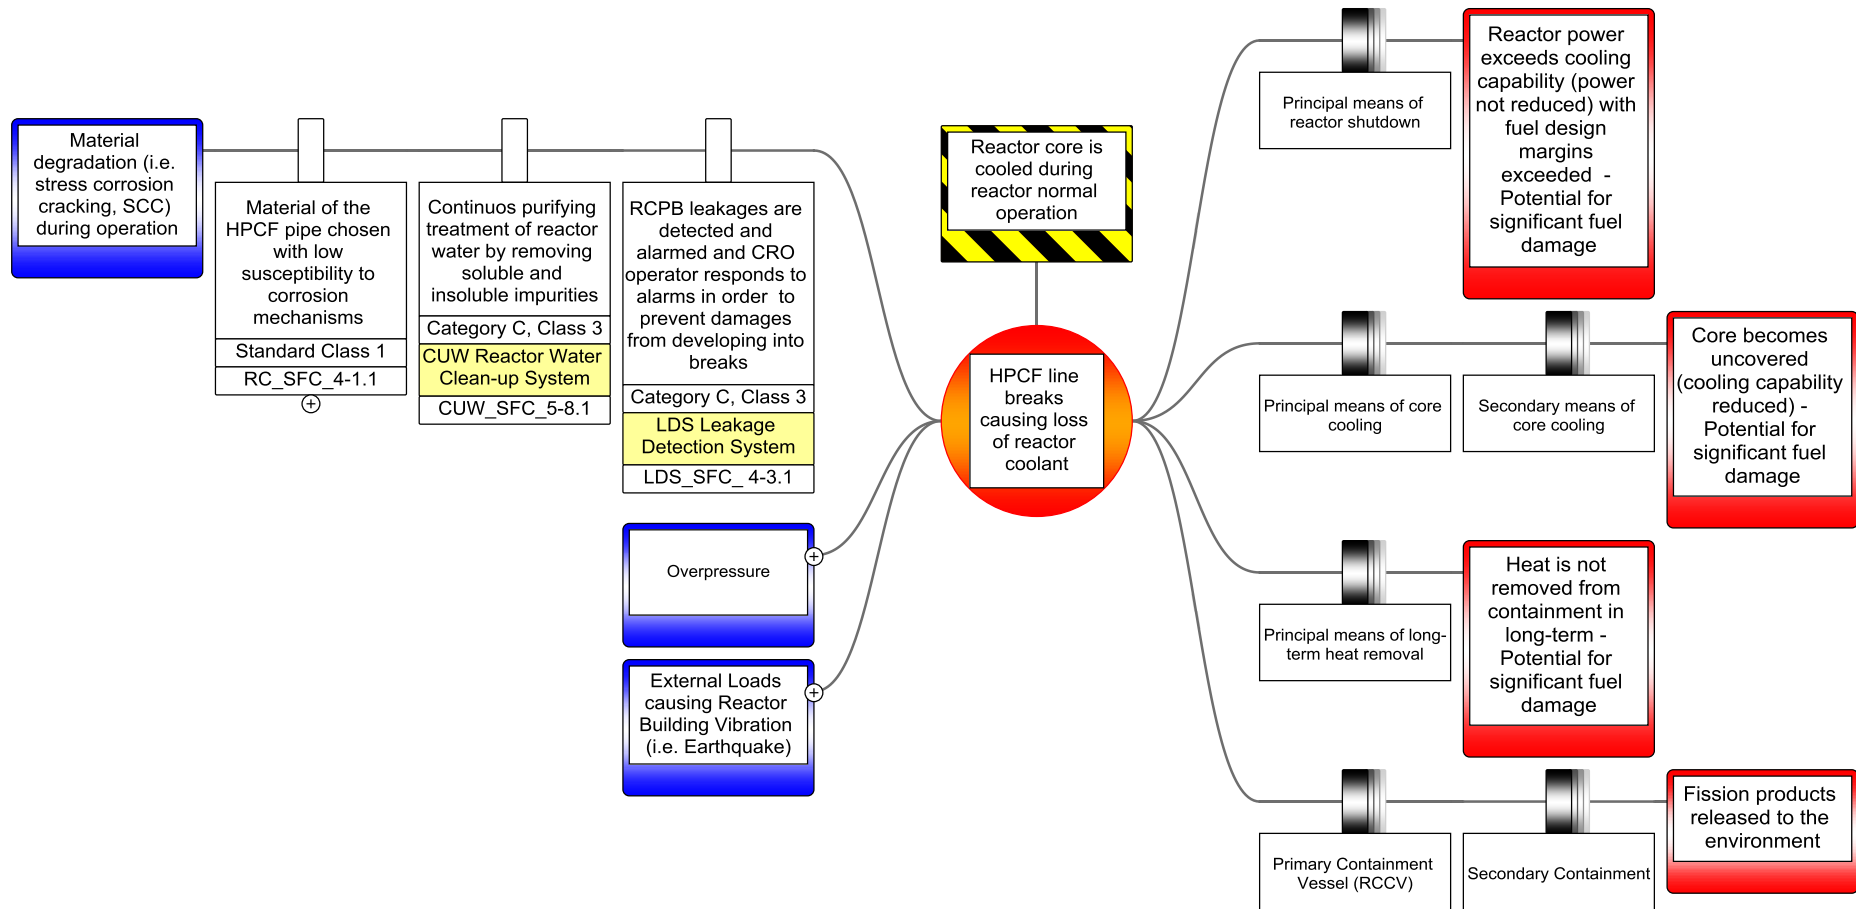 Material
degradation (i.e.
stress corrosion
cracking, SCC)
during operation
Material of the
HPCF pipe chosen
with low
susceptibility to
corrosion
mechanisms
Standard Class 1
RC_SFC_4-1.1
Continuos purifying
treatment of reactor
water by removing
soluble and
insoluble impurities
Category C, Class 3
CUW Reactor Water
Clean-up System
CUW_SFC_5-8.1
RCPB leakages are
detected and
alarmed and CRO
operator responds to
alarms in order to
prevent damages
from developing into
breaks
Category C, Class 3
LDS Leakage
Detection System
LDS_SFC_ 4-3.1
Overpressure
External Loads
causing Reactor
Building Vibration
(i.e. Earthquake)
Reactor core is
cooled during
reactor normal
operation
HPCF line
breaks
causing loss
of reactor
coolant
Principal means of
reactor shutdown
Reactor power
exceeds cooling
capability (power
not reduced) with
fuel design
margins
exceeded -
Potential for
significant fuel
damage
Principal means of core
cooling
Secondary means of
core cooling
Core becomes
uncovered
(cooling capability
reduced) -
Potential for
significant fuel
damage
Principal means of long-
term heat removal
Heat is not
removed from
containment in
long-term -
Potential for
significant fuel
damage
Primary Containment
Vessel (RCCV)
Secondary Containment
Fission products
released to the
environment